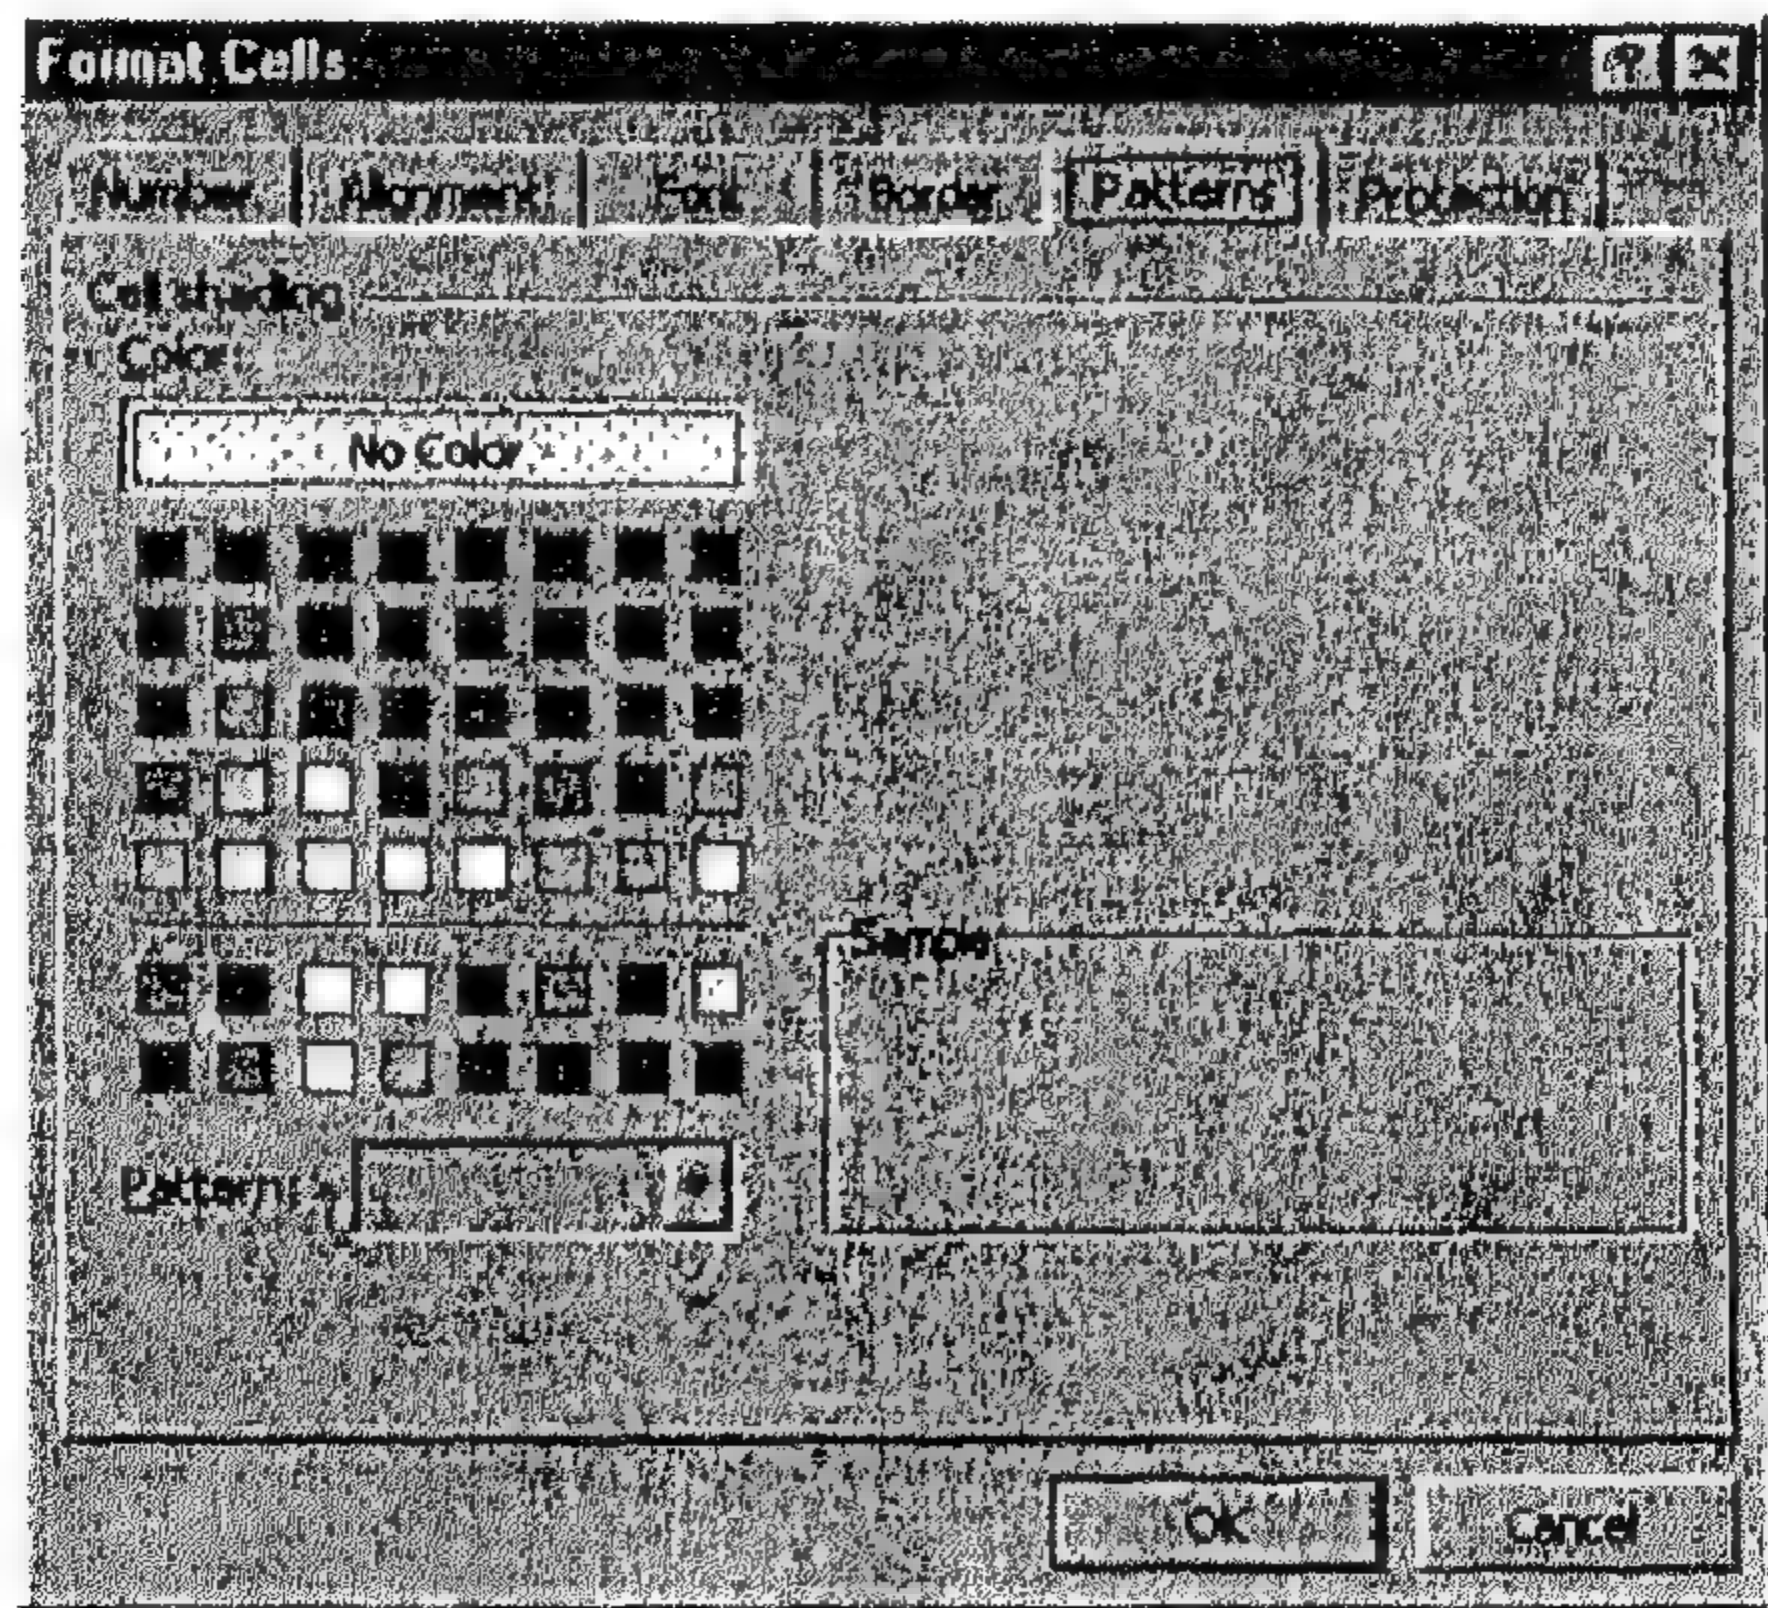 Format Cells
Number Alignment Font Border Patterns Protection
Cell shading
Color:
No Color
Sample
Pattern:
OK Cancel